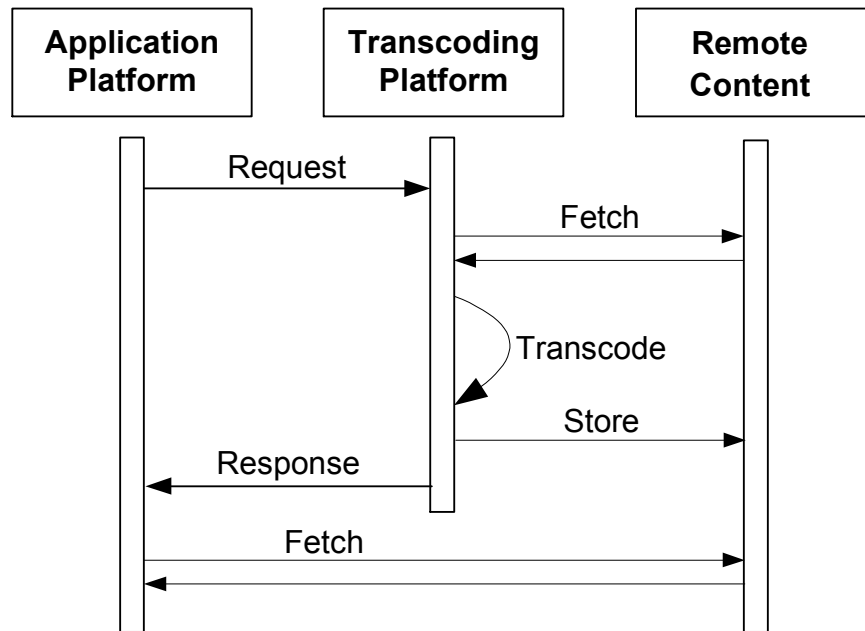 Application
Platform
Transcoding
Platform
Remote
Content
Request
Fetch
Transcode
Store
Response
Fetch